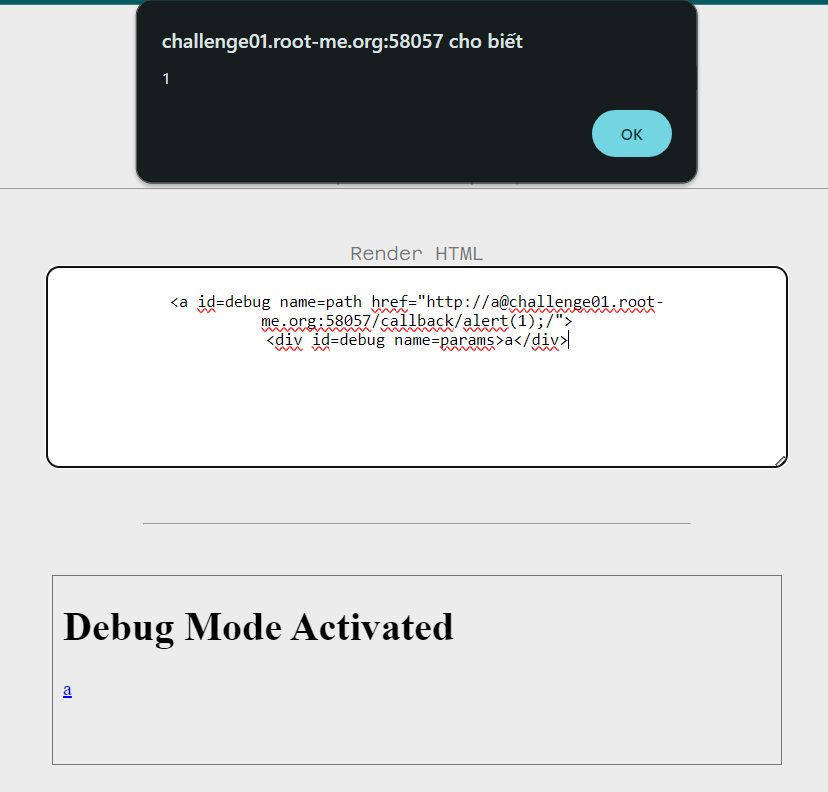 challenge01.root-me.org:58057 cho biết
1
OK
Render HTML
<a id=debug name=path href="http://a@challenge01.root-
me.org:58057/callback/alert(1);/">
<div id=debug name=params>a</div>
Debug Mode Activated
a